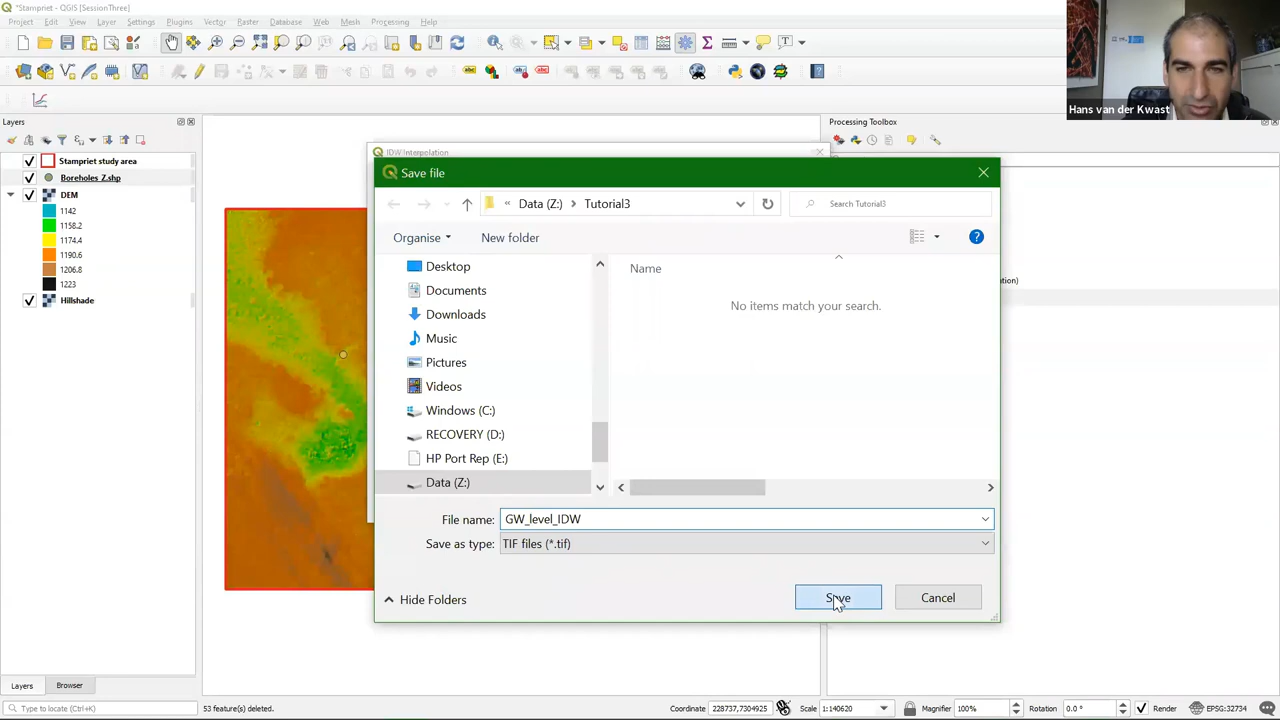 *Stampriet - QGIS [SessionThree]
Project Edit View Layer Settings Plugins Vector Raster Database Web Mesh Processing Help
Hans van der Kwast
Layers
Processing Toolbox
Stampriet study area
Boreholes_Z.shp
DEM
1142
1158.2
1174.4
1190.6
1206.8
1223
Hillshade
IDW Interpolation
Save file
« Data (Z:) Tutorial3
Search Tutorial3
Organise New folder
Desktop
Documents
Downloads
Music
Pictures
Videos
Windows (C:)
RECOVERY (D:)
HP Port Rep (E:)
Data (Z:)
Name
No items match your search.
tion)
File name: GW_level_IDW
Save as type: TIF files (*.tif)
Hide Folders
Save
Cancel
Layers Browser
Type to locate (Ctrl+K)
53 feature(s) deleted.
Coordinate 228737,7304925 Scale 1:140620 Magnifier 100% Rotation 0.0 ° Render EPSG:32734